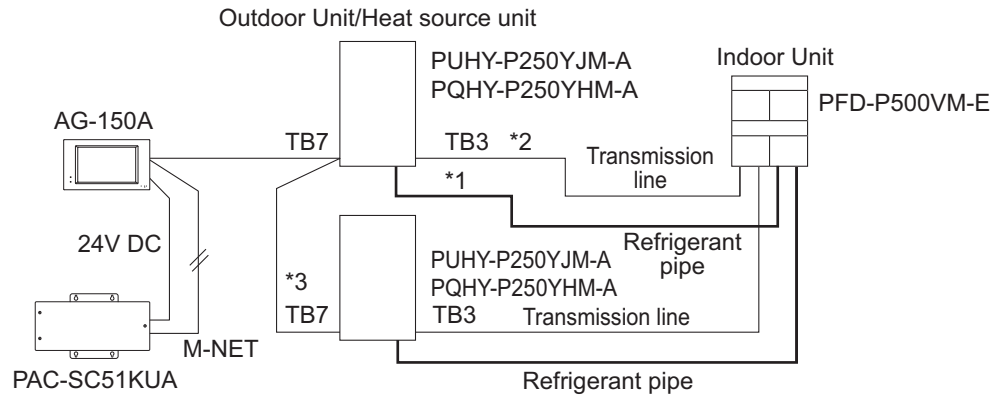 Outdoor Unit/Heat source unit
PUHY-P250YJM-A
PQHY-P250YHM-A
Indoor Unit
PFD-P500VM-E
AG-150A
TB7
TB3 *2
Transmission
line
*1
24V DC
Refrigerant
pipe
PUHY-P250YJM-A
PQHY-P250YHM-A
*3
TB7
TB3
Transmission line
M-NET
PAC-SC51KUA
Refrigerant pipe